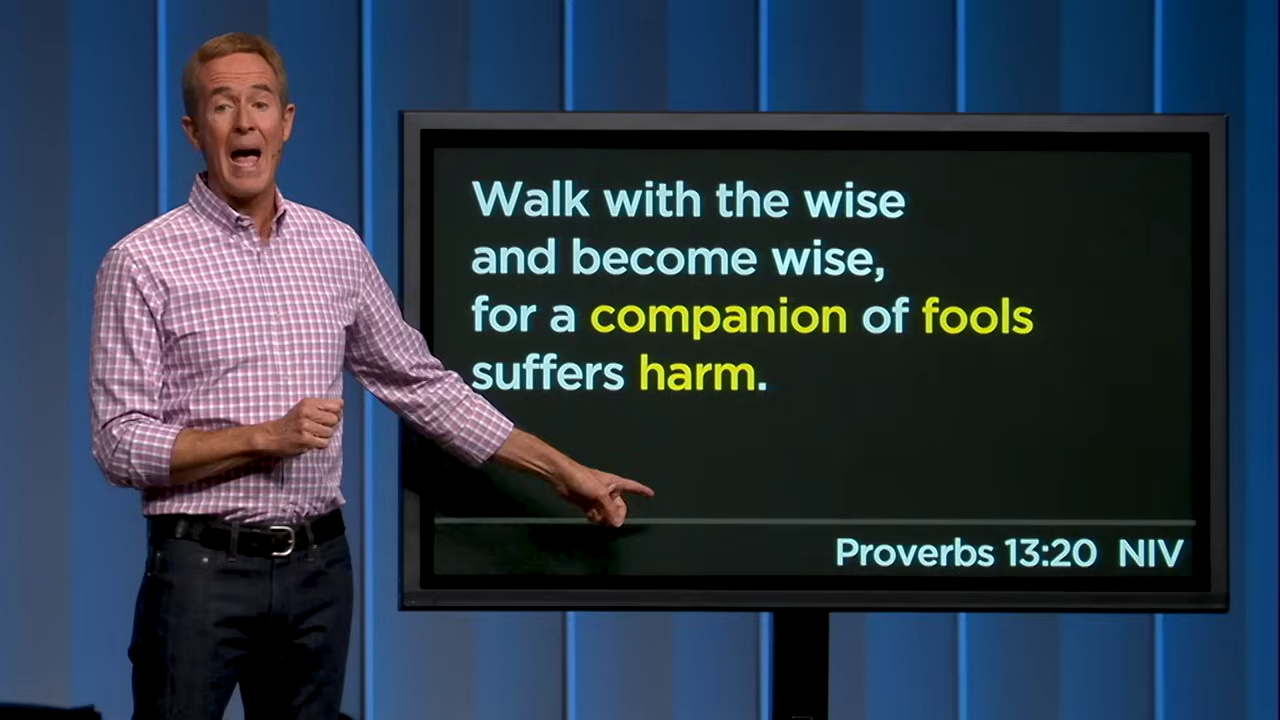 Walk with the wise
and become wise,
for a companion of fools
suffers harm.
Proverbs 13:20 NIV